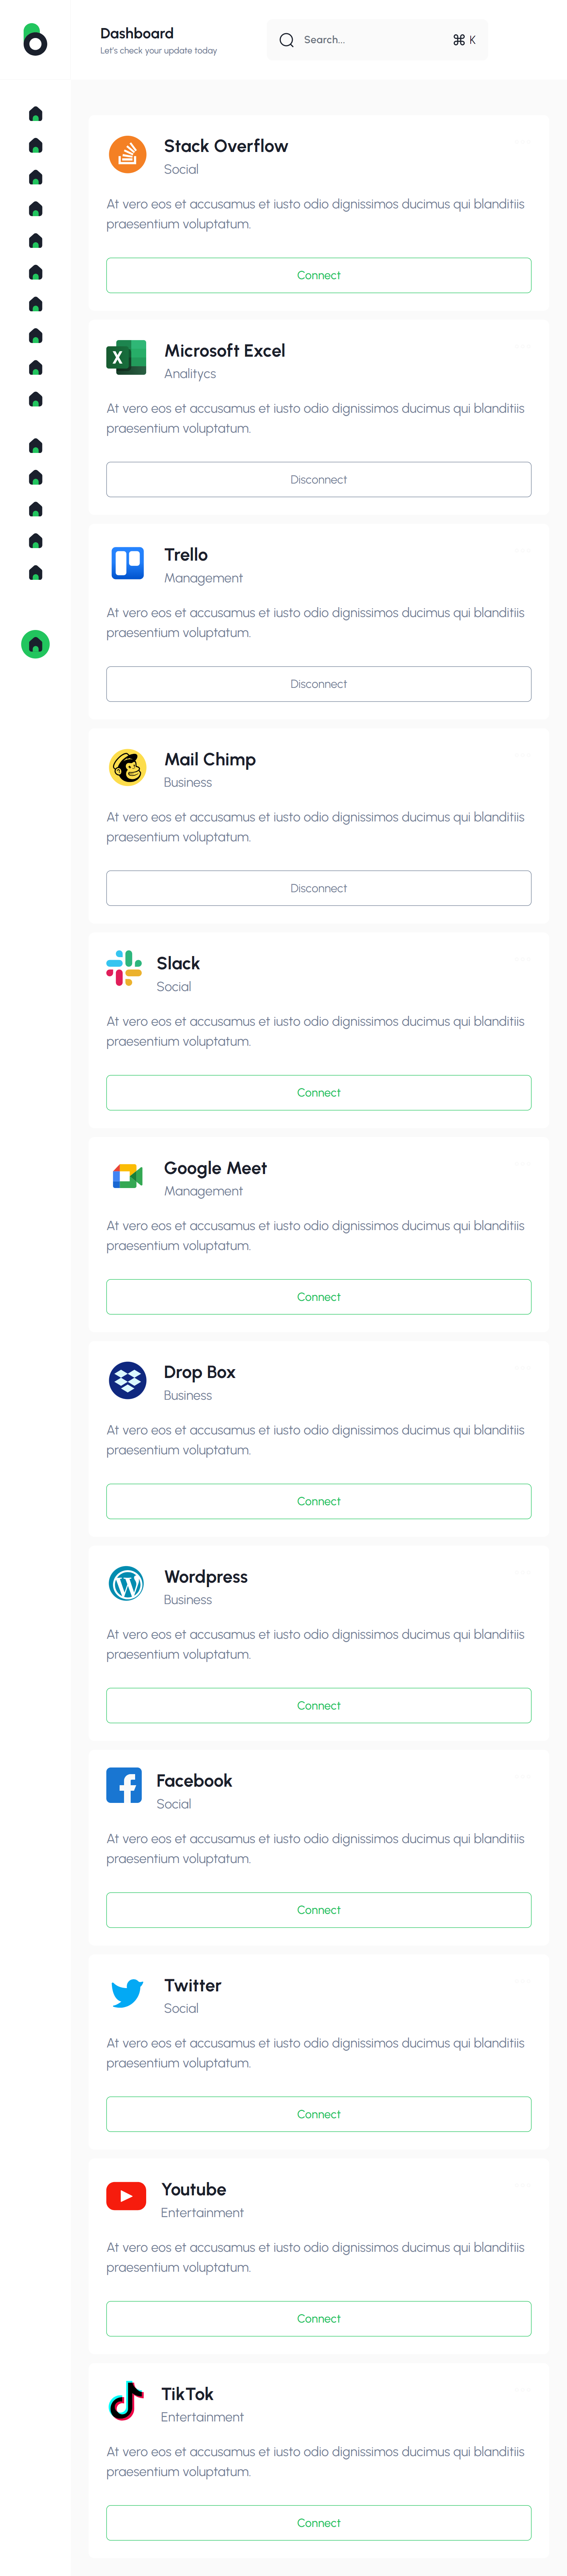 Dashboard
Let's check your update today
Search...
⌘ K
Stack Overflow
Social
At vero eos et accusamus et iusto odio dignissimos ducimus qui blanditiis
praesentium voluptatum.
Connect
Microsoft Excel
Analitycs
At vero eos et accusamus et iusto odio dignissimos ducimus qui blanditiis
praesentium voluptatum.
Disconnect
Trello
Management
At vero eos et accusamus et iusto odio dignissimos ducimus qui blanditiis
praesentium voluptatum.
Disconnect
Mail Chimp
Business
At vero eos et accusamus et iusto odio dignissimos ducimus qui blanditiis
praesentium voluptatum.
Disconnect
Slack
Social
At vero eos et accusamus et iusto odio dignissimos ducimus qui blanditiis
praesentium voluptatum.
Connect
Google Meet
Management
At vero eos et accusamus et iusto odio dignissimos ducimus qui blanditiis
praesentium voluptatum.
Connect
Drop Box
Business
At vero eos et accusamus et iusto odio dignissimos ducimus qui blanditiis
praesentium voluptatum.
Connect
Wordpress
Business
At vero eos et accusamus et iusto odio dignissimos ducimus qui blanditiis
praesentium voluptatum.
Connect
Facebook
Social
At vero eos et accusamus et iusto odio dignissimos ducimus qui blanditiis
praesentium voluptatum.
Connect
Twitter
Social
At vero eos et accusamus et iusto odio dignissimos ducimus qui blanditiis
praesentium voluptatum.
Connect
Youtube
Entertainment
At vero eos et accusamus et iusto odio dignissimos ducimus qui blanditiis
praesentium voluptatum.
Connect
TikTok
Entertainment
At vero eos et accusamus et iusto odio dignissimos ducimus qui blanditiis
praesentium voluptatum.
Connect